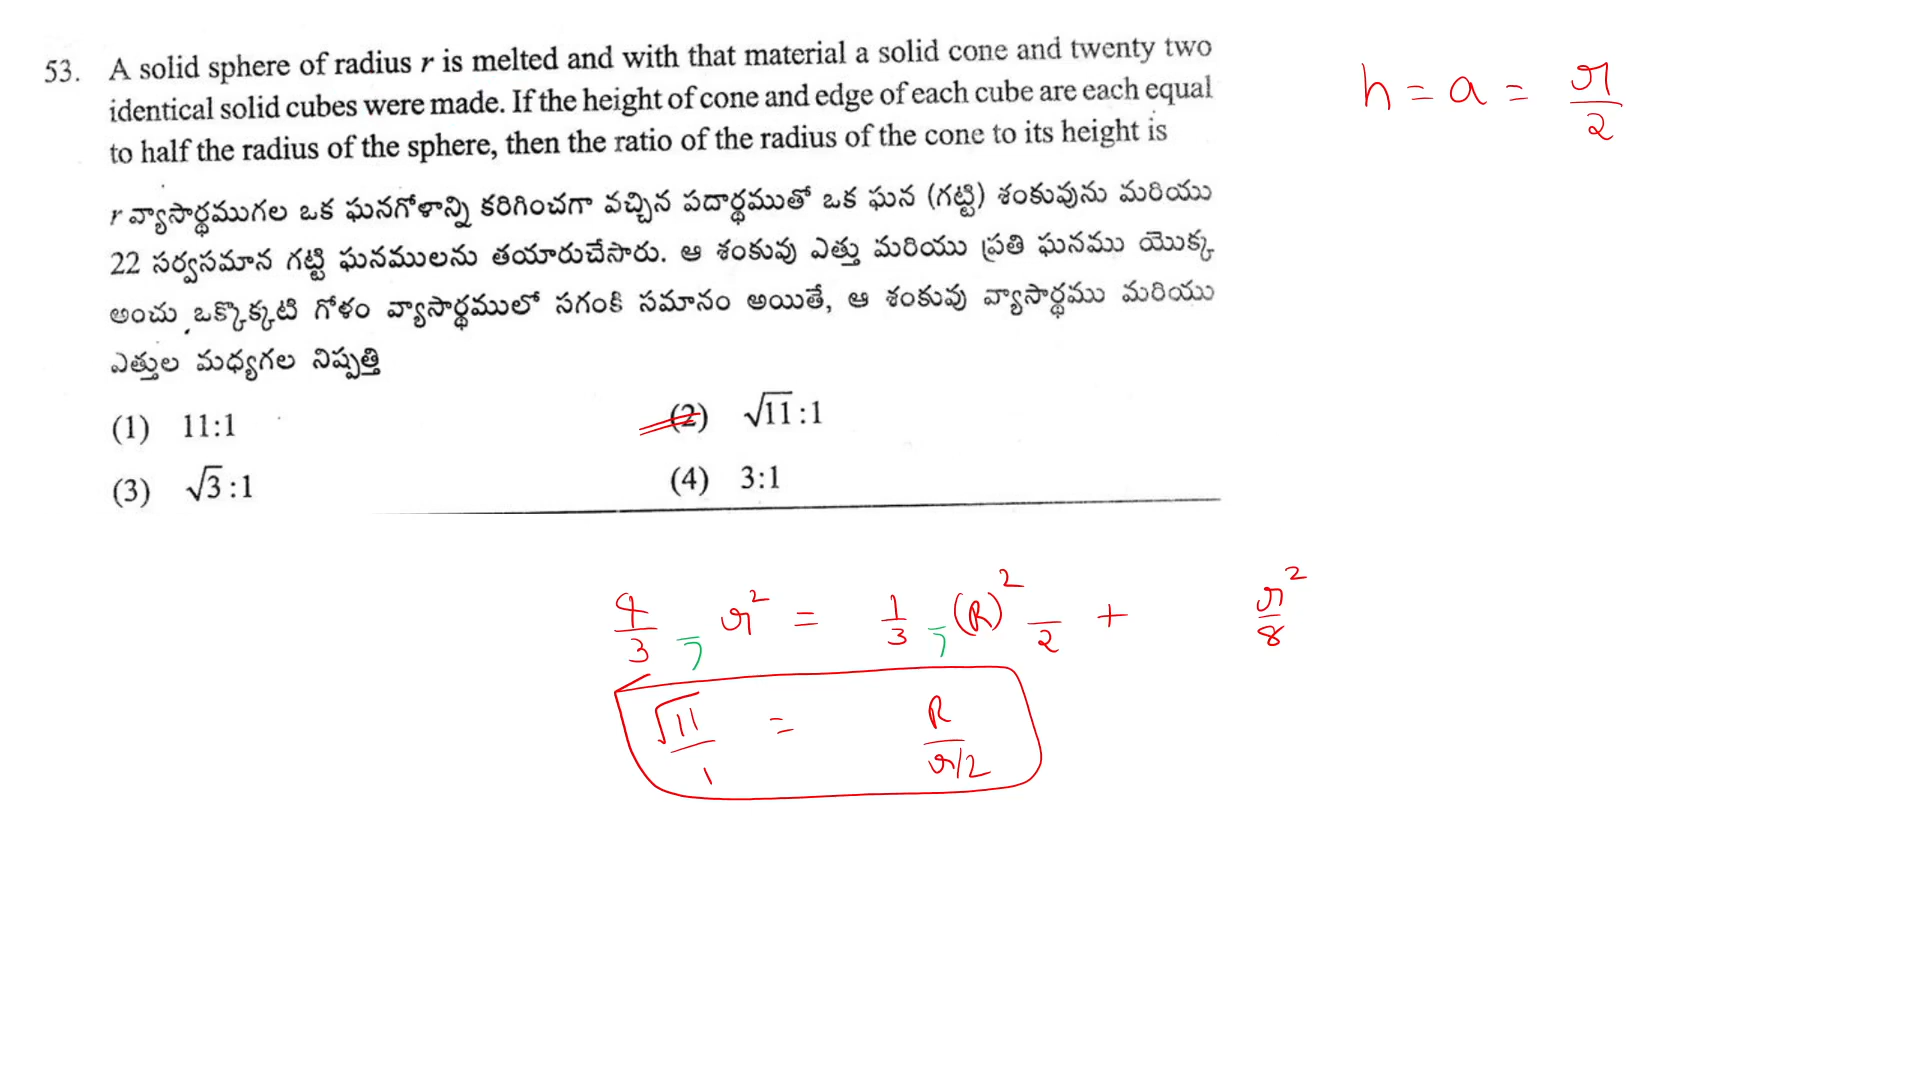 53. A solid sphere of radius r is melted and with that material a solid cone and twenty two
identical solid cubes were made. If the height of cone and edge of each cube are each equal
to half the radius of the sphere, then the ratio of the radius of the cone to its height is
r వ్యాసార్థముగల ఒక ఘనగోళాన్ని కరిగించగా వచ్చిన పదార్థముతో ఒక ఘన (గట్టి) శంకువును మరియు
22 సర్వసమాన గట్టి ఘనములను తయారుచేసారు. ఆ శంకువు ఎత్తు మరియు ప్రతి ఘనము యొక్క
అంచు ఒక్కొక్కటి గోళం వ్యాసార్థములో సగంకి సమానం అయితే, ఆ శంకువు వ్యాసార్థము మరియు
ఎత్తుల మధ్యగల నిష్పత్తి
(1) 11:1
(2) √11:1
(3) √3:1
(4) 3:1
h = a = r/2
4/3 r² = 1/3 (R)² /2 + r²/8
√11/1 = R/r/2